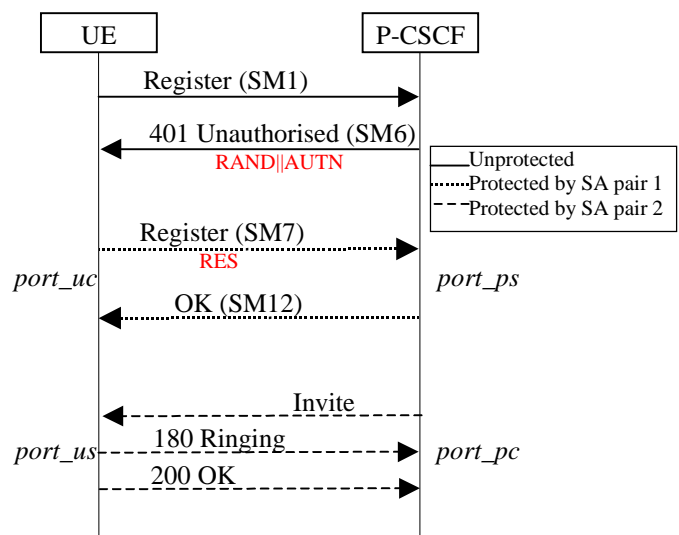 UE
P-CSCF
Register (SM1)
401 Unauthorised (SM6)
RAND||AUTN
Unprotected
Protected by SA pair 1
Protected by SA pair 2
Register (SM7)
RES
port_uc
port_ps
OK (SM12)
Invite
port_us
180 Ringing
port_pc
200 OK